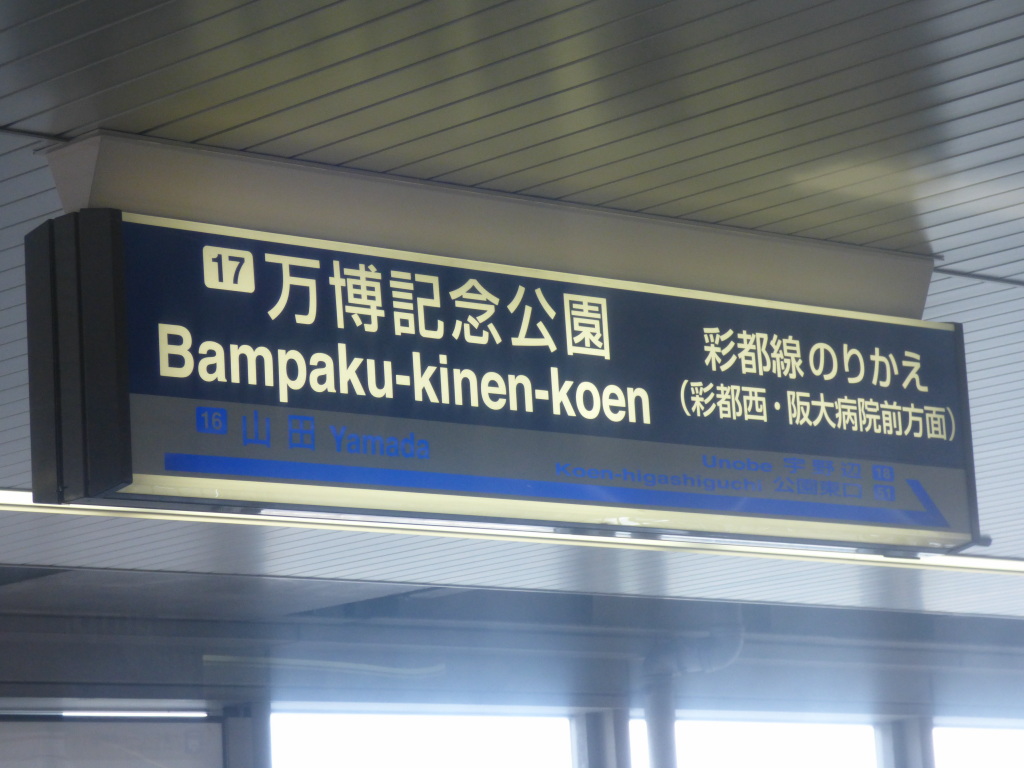 17 万博記念公園
Bampaku-kinen-koen
彩都線のりかえ
(彩都西・阪大病院前方面)
16 山田 Yamada
Unobe 宇野辺 18
Koen-higashiguchi 公園東口 41